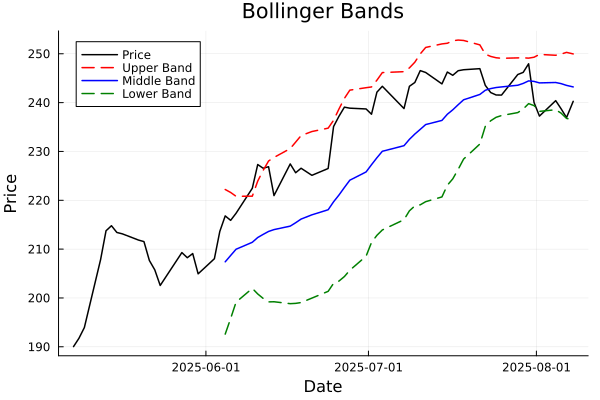 Bollinger Bands
Price
Upper Band
Middle Band
Lower Band
250
240
230
220
210
200
190
Price
2025-06-01 2025-07-01 2025-08-01
Date